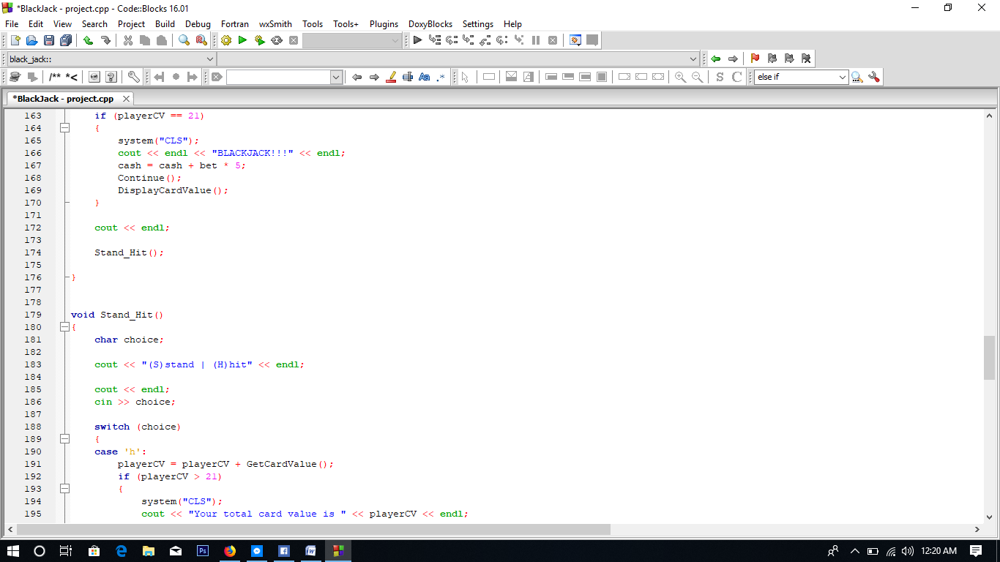 *BlackJack - project.cpp - Code::Blocks 16.01
File Edit View Search Project Build Debug Fortran wxSmith Tools Tools+ Plugins DoxyBlocks Settings Help
black_jack::
/** *< Aa .* S C else if
*BlackJack - project.cpp
163 if (playerCV == 21)
164 {
165 system("CLS");
166 cout << endl << "BLACKJACK!!!" << endl;
167 cash = cash + bet * 5;
168 Continue();
169 DisplayCardValue();
170 }
171
172 cout << endl;
173
174 Stand_Hit();
175
176 }
177
178
179 void Stand_Hit()
180 {
181 char choice;
182
183 cout << "(S)stand | (H)hit" << endl;
184
185 cout << endl;
186 cin >> choice;
187
188 switch (choice)
189 {
190 case 'h':
191 playerCV = playerCV + GetCardValue();
192 if (playerCV > 21)
193 {
194 system("CLS");
195 cout << "Your total card value is " << playerCV << endl;
Ps 12:20 AM